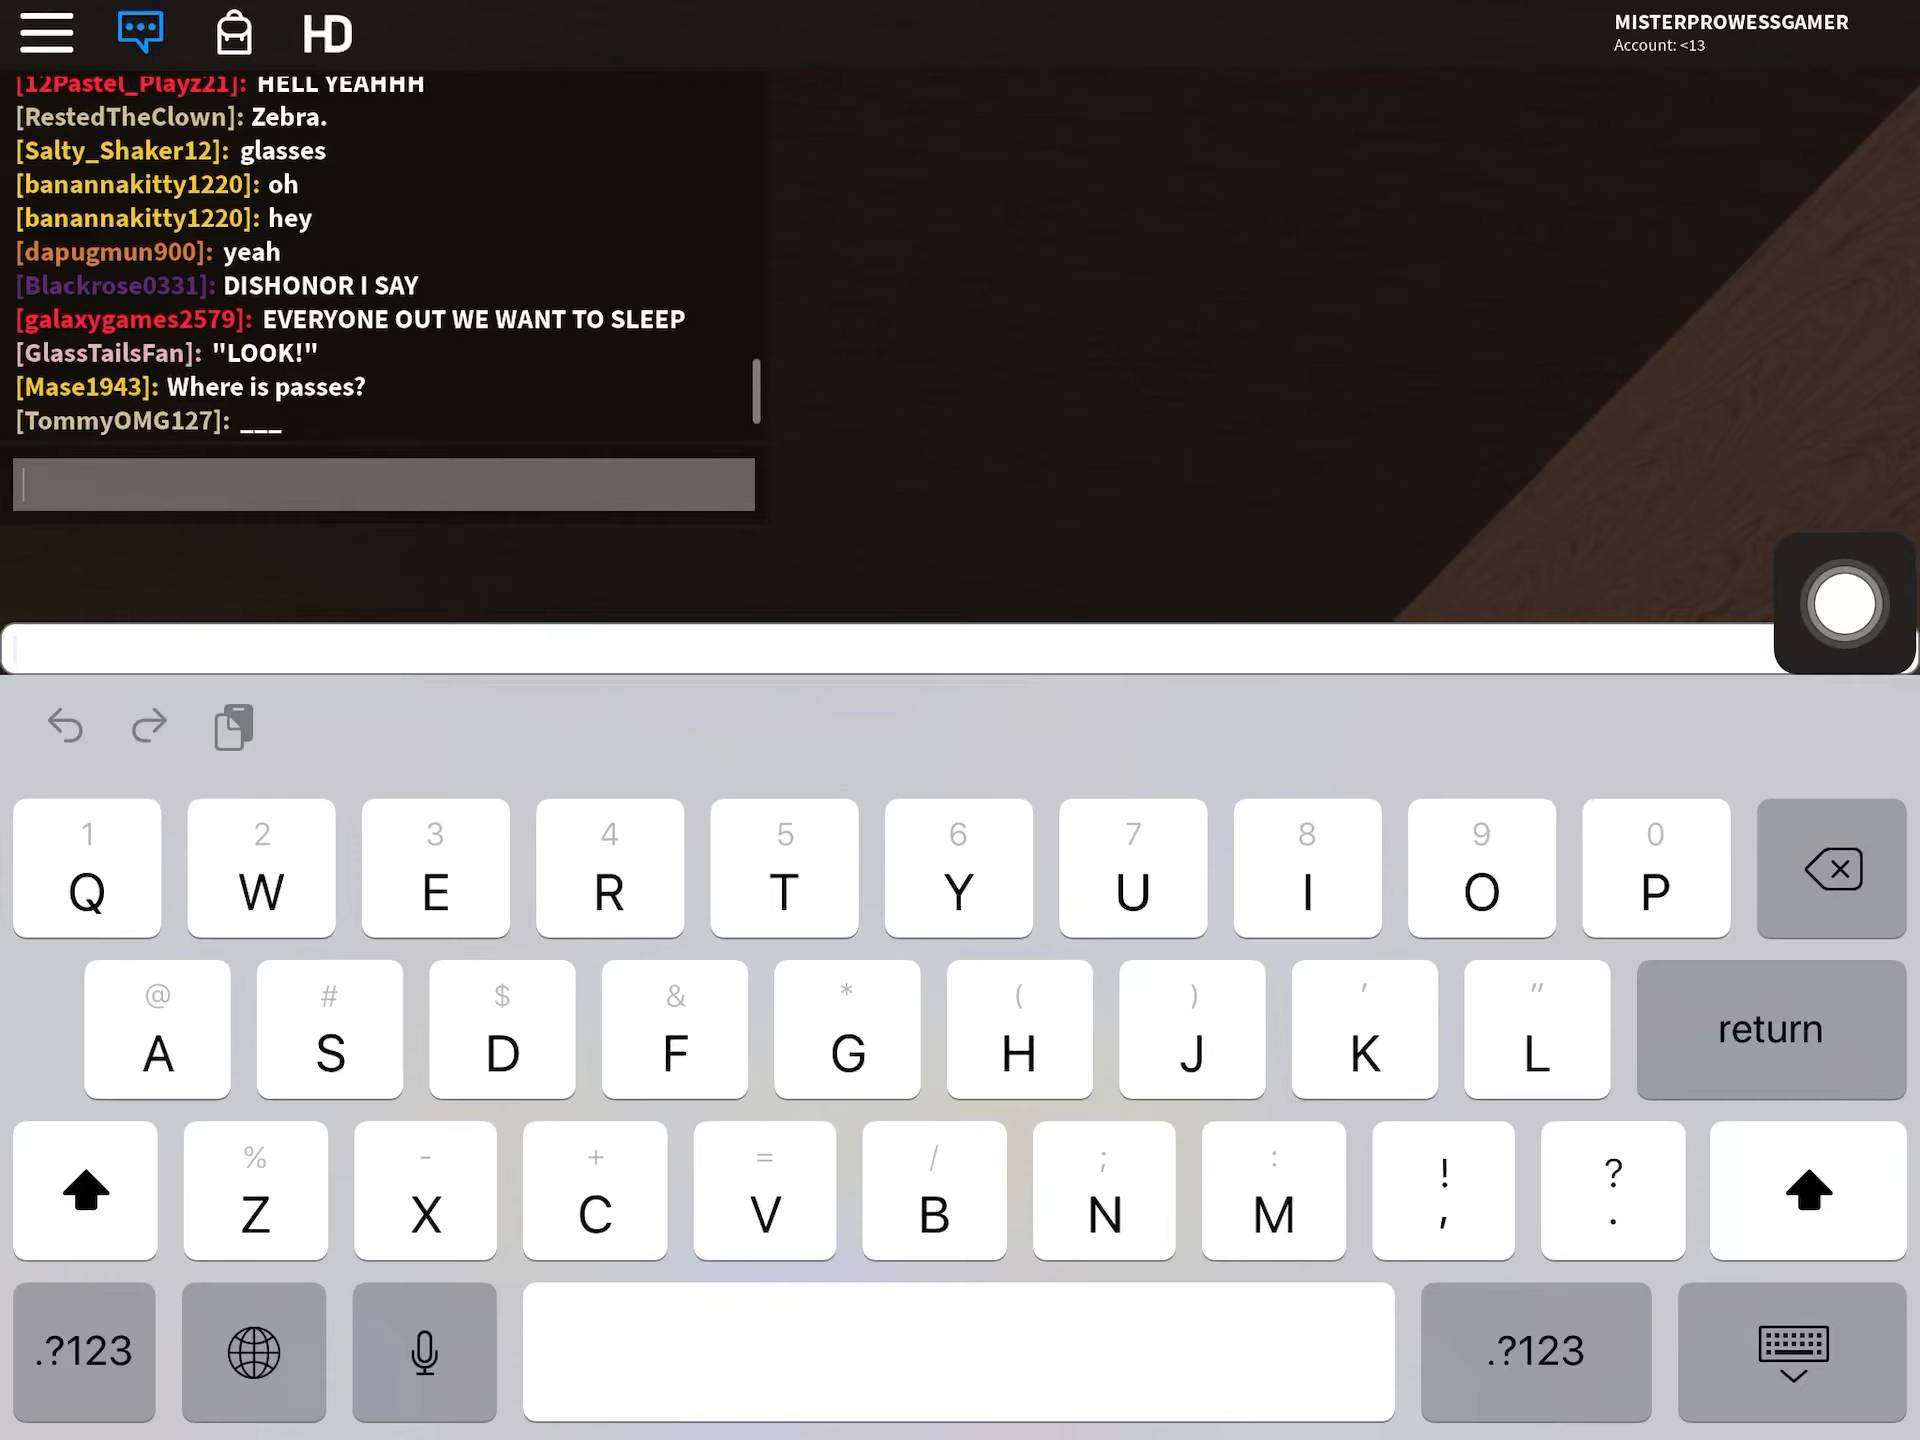 HD
MISTERPROWESSGAMER
Account: <13
[12Pastel_Playz21]: HELL YEAHHH
[RestedTheClown]: Zebra.
[Salty_Shaker12]: glasses
[banannakitty1220]: oh
[banannakitty1220]: hey
[dapugmun900]: yeah
[Blackrose0331]: DISHONOR I SAY
[galaxygames2579]: EVERYONE OUT WE WANT TO SLEEP
[GlassTailsFan]: "LOOK!"
[Mase1943]: Where is passes?
[TommyOMG127]: ___
1 2 3 4 5 6 7 8 9 0
Q W E R T Y U I O P
@ # $ & * ( ) ' "
A S D F G H J K L return
% - + = / ; : ! ?
Z X C V B N M , .
.?123 .?123